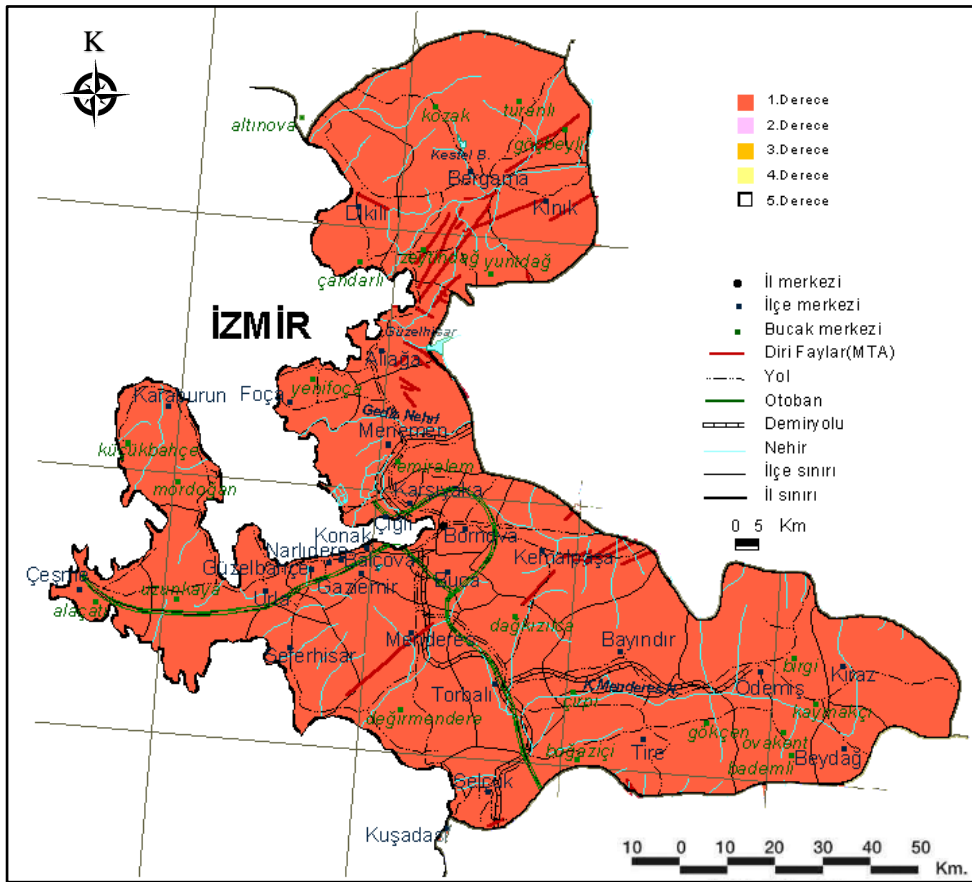 K
altınova
kozak
turanlı
göçbeyli
Kestel B.
Bergama
Dikili
Kınık
zeytindağ
yuntdağ
çandarlı
İZMİR
Güzelhisar
Aliağa
yenifoça
Foça
Karaburun
Gediz Nehri
Menemen
küçükbahçe
emiralem
mordoğan
Karşıyaka
Çiğli
Konak
Bornova
Narlıdere
Balçova
Kemalpaşa
Güzelbahçe
Çeşme
Gaziemir
Buca
uzunkaya
Urla
alaçatı
dağkızılca
Menderes
Bayındır
Seferhisar
birgi
Kiraz
Torbalı
K.Menderes N.
Ödemiş
çırpı
kaymakçı
değirmendere
gökçen
ovakent
boğaziçi
Tire
Beydağ
bademli
Selçuk
Kuşadası
1.Derece
2.Derece
3.Derece
4.Derece
5.Derece
İl merkezi
İlçe merkezi
Bucak merkezi
Diri Faylar(MTA)
Yol
Otoban
Demiryolu
Nehir
İlçe sınırı
İl sınırı
0 5 Km
10 0 10 20 30 40 50
Km.